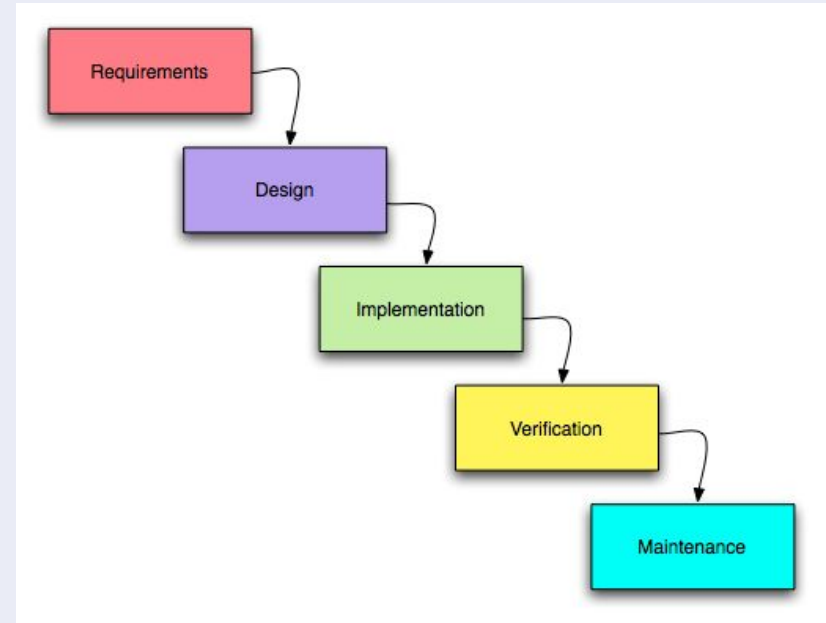 Requirements
Design
Implementation
Verification
Maintenance